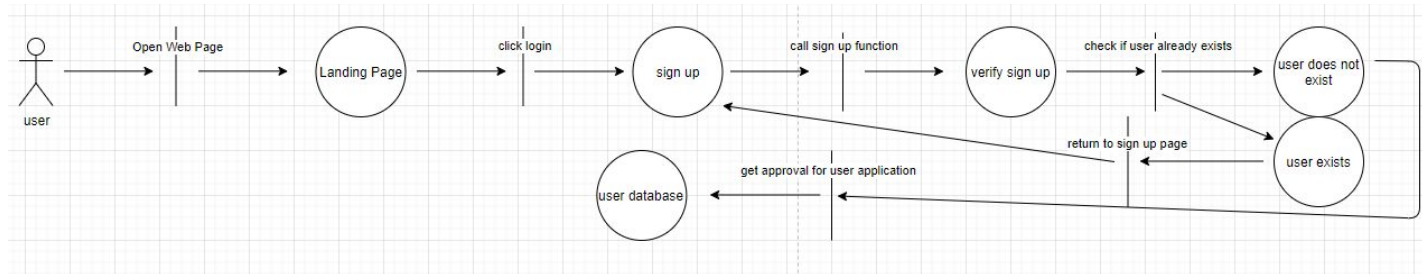 Open Web Page
click login
call sign up function
check if user already exists
Landing Page
sign up
verify sign up
user does not
exist
user
return to sign up page
user exists
get approval for user application
user database